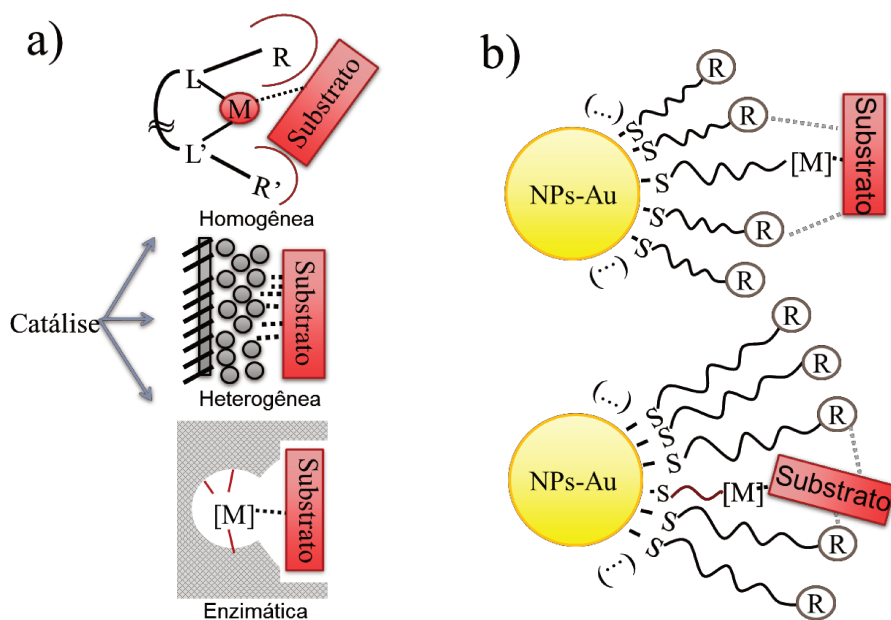 a)
L
R
M
Substrato
L'
R'
Homogênea
Catálise
Substrato
Heterogênea
[M]
Substrato
Enzimática
b)
(...)
S
R
S
R
NPs-Au
S
[M]
Substrato
S
R
S
R
(...)
(...)
S
R
S
R
S
R
NPs-Au
S
[M]
Substrato
S
R
S
R
(...)